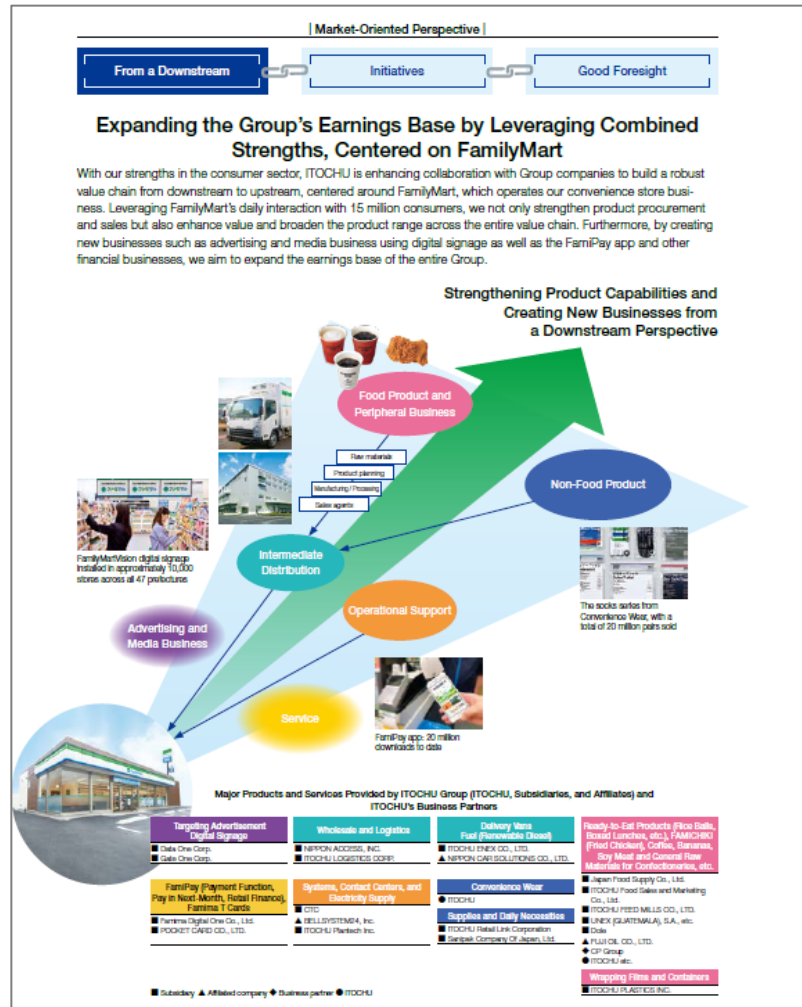 | Market-Oriented Perspective |
From a Downstream
Initiatives
Good Foresight
Expanding the Group's Earnings Base by Leveraging Combined
Strengths, Centered on FamilyMart
With our strengths in the consumer sector, ITOCHU is enhancing collaboration with Group companies to build a robust
value chain from downstream to upstream, centered around FamilyMart, which operates our convenience store busi-
ness. Leveraging FamilyMart's daily interaction with 15 million consumers, we not only strengthen product procurement
and sales but also enhance value and broaden the product range across the entire value chain. Furthermore, by creating
new businesses such as advertising and media business using digital signage as well as the FamiPay app and other
financial businesses, we aim to expand the earnings base of the entire Group.
Strengthening Product Capabilities and
Creating New Businesses from
a Downstream Perspective
Food Product and
Peripheral Business
Raw materials
Product planning
Manufacturing / Processing
Sales agents
Non-Food Product
FamilyMartVision digital signage
installed in approximately 10,000
stores across all 47 prefectures
Intermediate
Distribution
The socks series from
Convenience Wear, with a
total of 20 million pairs sold
Operational Support
Advertising and
Media Business
Service
FamiPay app: 20 million
downloads to date
Major Products and Services Provided by ITOCHU Group (ITOCHU, Subsidiaries, and Affiliates) and
ITOCHU's Business Partners
Targeting Advertisement
Digital Signage
■ Data One Corp.
■ Gate One Corp.
Wholesale and Logistics
■ NIPPON ACCESS, INC.
■ ITOCHU LOGISTICS CORP.
Delivery Vans
Fuel (Renewable Diesel)
■ ITOCHU ENEX CO., LTD.
▲ NIPPON CAR SOLUTIONS CO., LTD.
Ready-to-Eat Products (Rice Balls,
Boxed Lunches, etc.), FAMICHIKI
(Fried Chicken), Coffee, Bananas,
Soy Meat and General Raw
Materials for Confectioneries, etc.
■ Japan Food Supply Co., Ltd.
■ ITOCHU Food Sales and Marketing
Co., Ltd.
■ ITOCHU FEED MILLS CO., LTD.
■ UNEX (GUATEMALA), S.A., etc.
■ Dole
▲ FUJI OIL CO., LTD.
◆ CP Group
● ITOCHU etc.
FamiPay (Payment Function,
Pay in Next-Month, Retail Finance),
Famima T Cards
■ Famima Digital One Co., Ltd.
■ POCKET CARD CO., LTD.
Systems, Contact Centers, and
Electricity Supply
■ CTC
▲ BELLSYSTEM24, Inc.
■ ITOCHU Plantech Inc.
Convenience Wear
● ITOCHU
Supplies and Daily Necessities
■ ITOCHU Retail Link Corporation
■ Sanipak Company Of Japan, Ltd.
Wrapping Films and Containers
■ ITOCHU PLASTICS INC.
■ Subsidiary ▲ Affiliated company ◆ Business partner ● ITOCHU